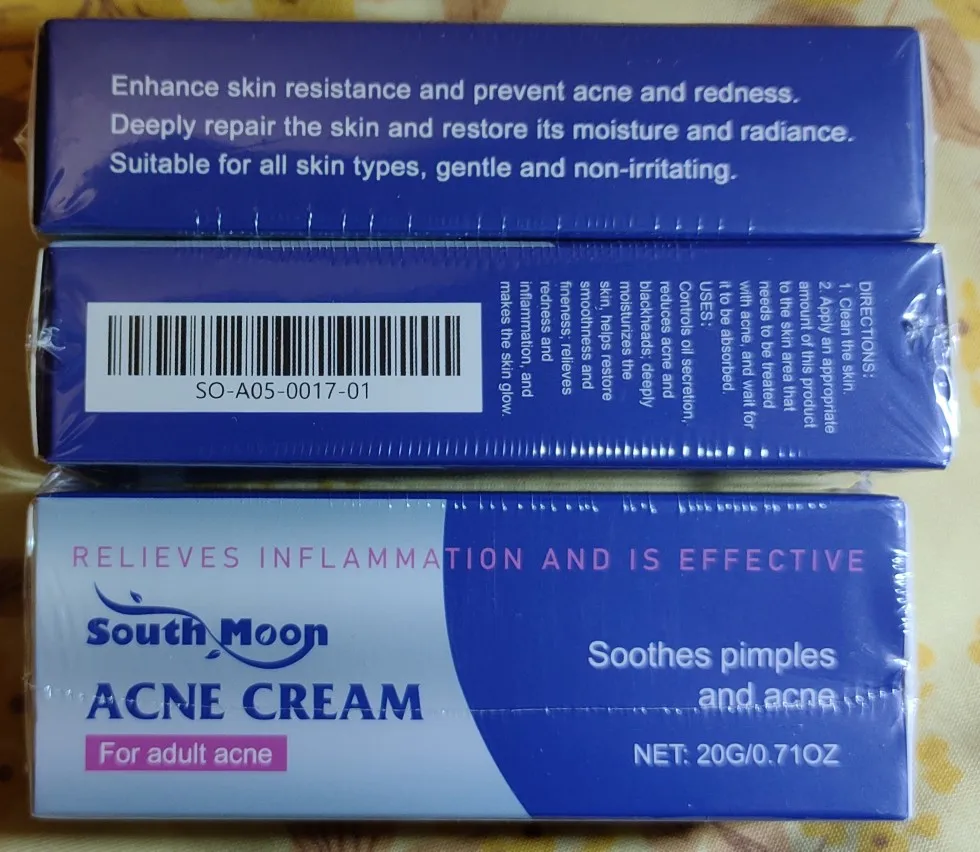 Enhance skin resistance and prevent acne and redness.
Deeply repair the skin and restore its moisture and radiance.
Suitable for all skin types, gentle and non-irritating.
SO-A05-0017-01
DIRECTIONS:
1. Clean the skin.
2. Apply an appropriate
amount of this product
to the skin area that
needs to be treated
with acne, and wait for
it to be absorbed.
USES:
Controls oil secretion,
reduces acne and
blackheads; deeply
moisturizes the
skin, helps restore
smoothness and
fineness; relieves
redness and
inflammation, and
makes the skin glow.
RELIEVES INFLAMMATION AND IS EFFECTIVE
South Moon
ACNE CREAM
For adult acne
Soothes pimples
and acne
NET: 20G/0.71OZ